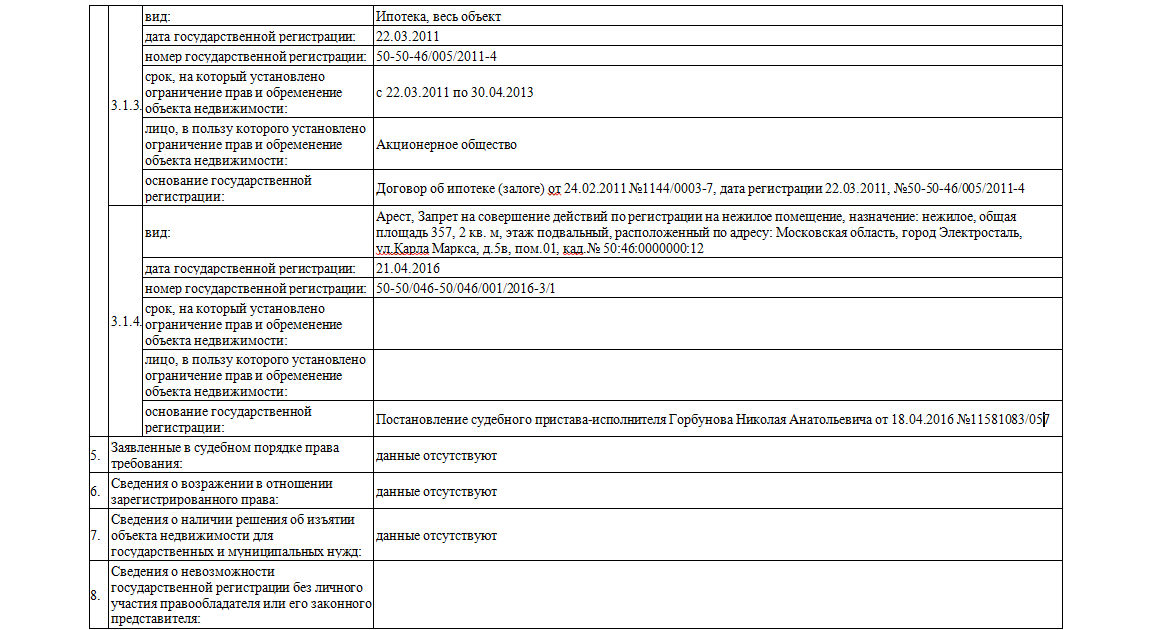 вид:
Ипотека, весь объект
дата государственной регистрации:
22.03.2011
номер государственной регистрации:
50-50-46/005/2011-4
3.1.3.
срок, на который установлено
ограничение прав и обременение
объекта недвижимости:
с 22.03.2011 по 30.04.2013
лицо, в пользу которого установлено
ограничение прав и обременение
объекта недвижимости:
Акционерное общество
основание государственной
регистрации:
Договор об ипотеке (залоге) от 24.02.2011 №1144/0003-7, дата регистрации 22.03.2011, №50-50-46/005/2011-4
3.1.4.
вид:
Арест, Запрет на совершение действий по регистрации на нежилое помещение, назначение: нежилое, общая
площадь 357, 2 кв. м, этаж подвальный, расположенный по адресу: Московская область, город Электросталь,
ул.Карла Маркса, д.5в, пом.01, кад.№ 50:46:0000000:12
дата государственной регистрации:
21.04.2016
номер государственной регистрации:
50-50/046-50/046/001/2016-3/1
срок, на который установлено
ограничение прав и обременение
объекта недвижимости:
лицо, в пользу которого установлено
ограничение прав и обременение
объекта недвижимости:
основание государственной
регистрации:
Постановление судебного пристава-исполнителя Горбунова Николая Анатольевича от 18.04.2016 №11581083/057
5.
Заявленные в судебном порядке права
требования:
данные отсутствуют
6.
Сведения о возражении в отношении
зарегистрированного права:
данные отсутствуют
7.
Сведения о наличии решения об изъятии
объекта недвижимости для
государственных и муниципальных нужд:
данные отсутствуют
8.
Сведения о невозможности
государственной регистрации без личного
участия правообладателя или его законного
представителя: